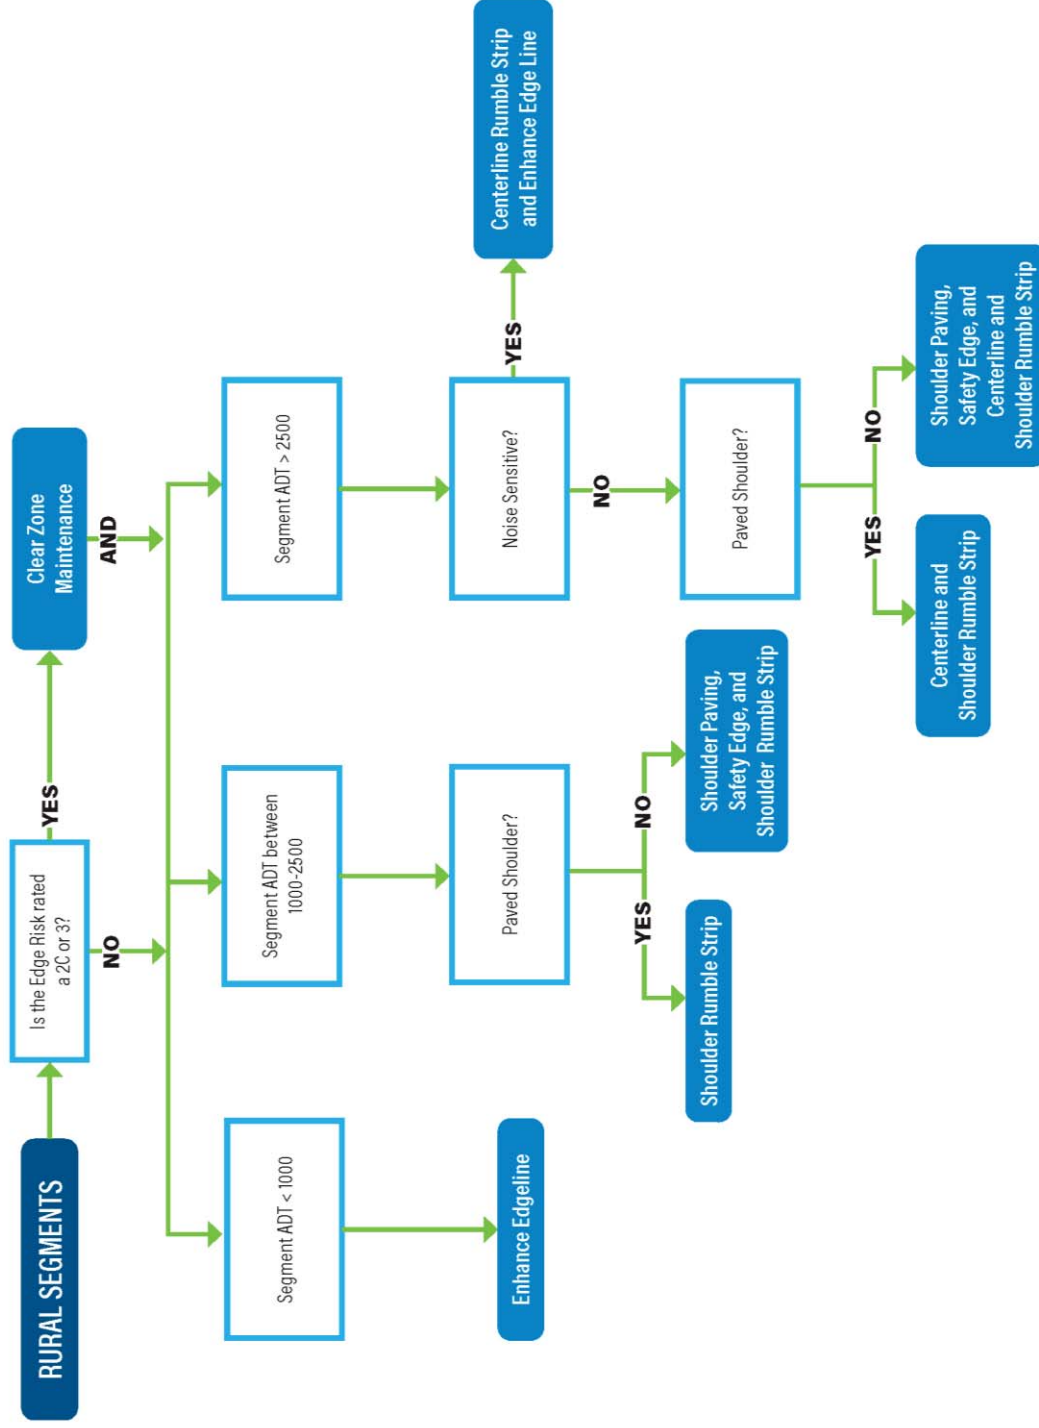 RURAL SEGMENTS
Is the Edge Risk rated
a 2C or 3?
YES
Clear Zone
Maintenance
NO
AND
Segment ADT < 1000
Segment ADT between
1000-2500
Segment ADT > 2500
Enhance Edgeline
Paved Shoulder?
Noise Sensitive?
YES
Centerline Rumble Strip
and Enhance Edge Line
YES
NO
NO
Shoulder Rumble Strip
Shoulder Paving,
Safety Edge, and
Shoulder Rumble Strip
Paved Shoulder?
YES
NO
Centerline and
Shoulder Rumble Strip
Shoulder Paving,
Safety Edge, and
Centerline and
Shoulder Rumble Strip